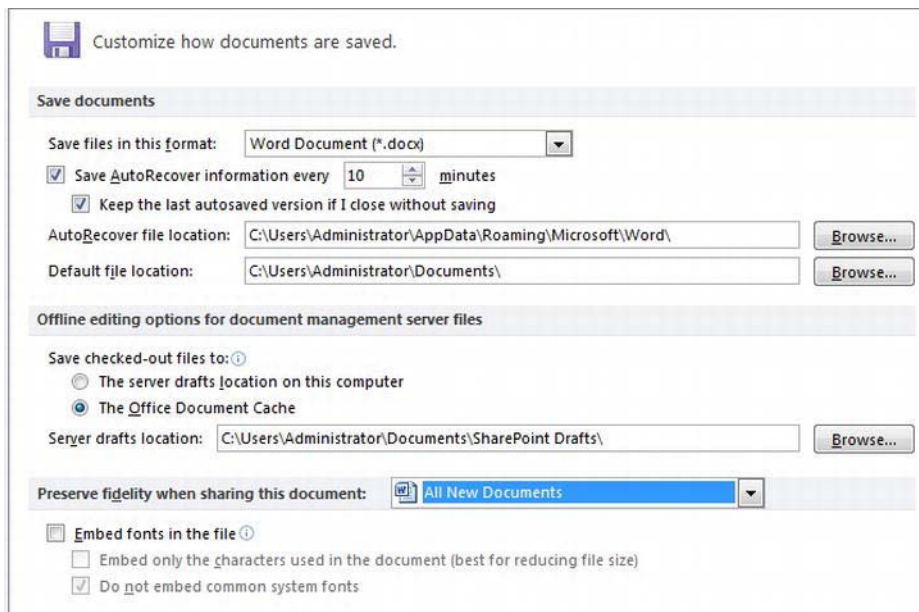 Customize how documents are saved.
Save documents
Save files in this format: Word Document (*.docx)
Save AutoRecover information every 10 minutes
Keep the last autosaved version if I close without saving
AutoRecover file location: C:\Users\Administrator\AppData\Roaming\Microsoft\Word\ Browse...
Default file location: C:\Users\Administrator\Documents\ Browse...
Offline editing options for document management server files
Save checked-out files to:
The server drafts location on this computer
The Office Document Cache
Server drafts location: C:\Users\Administrator\Documents\SharePoint Drafts\ Browse...
Preserve fidelity when sharing this document: All New Documents
Embed fonts in the file
Embed only the characters used in the document (best for reducing file size)
Do not embed common system fonts